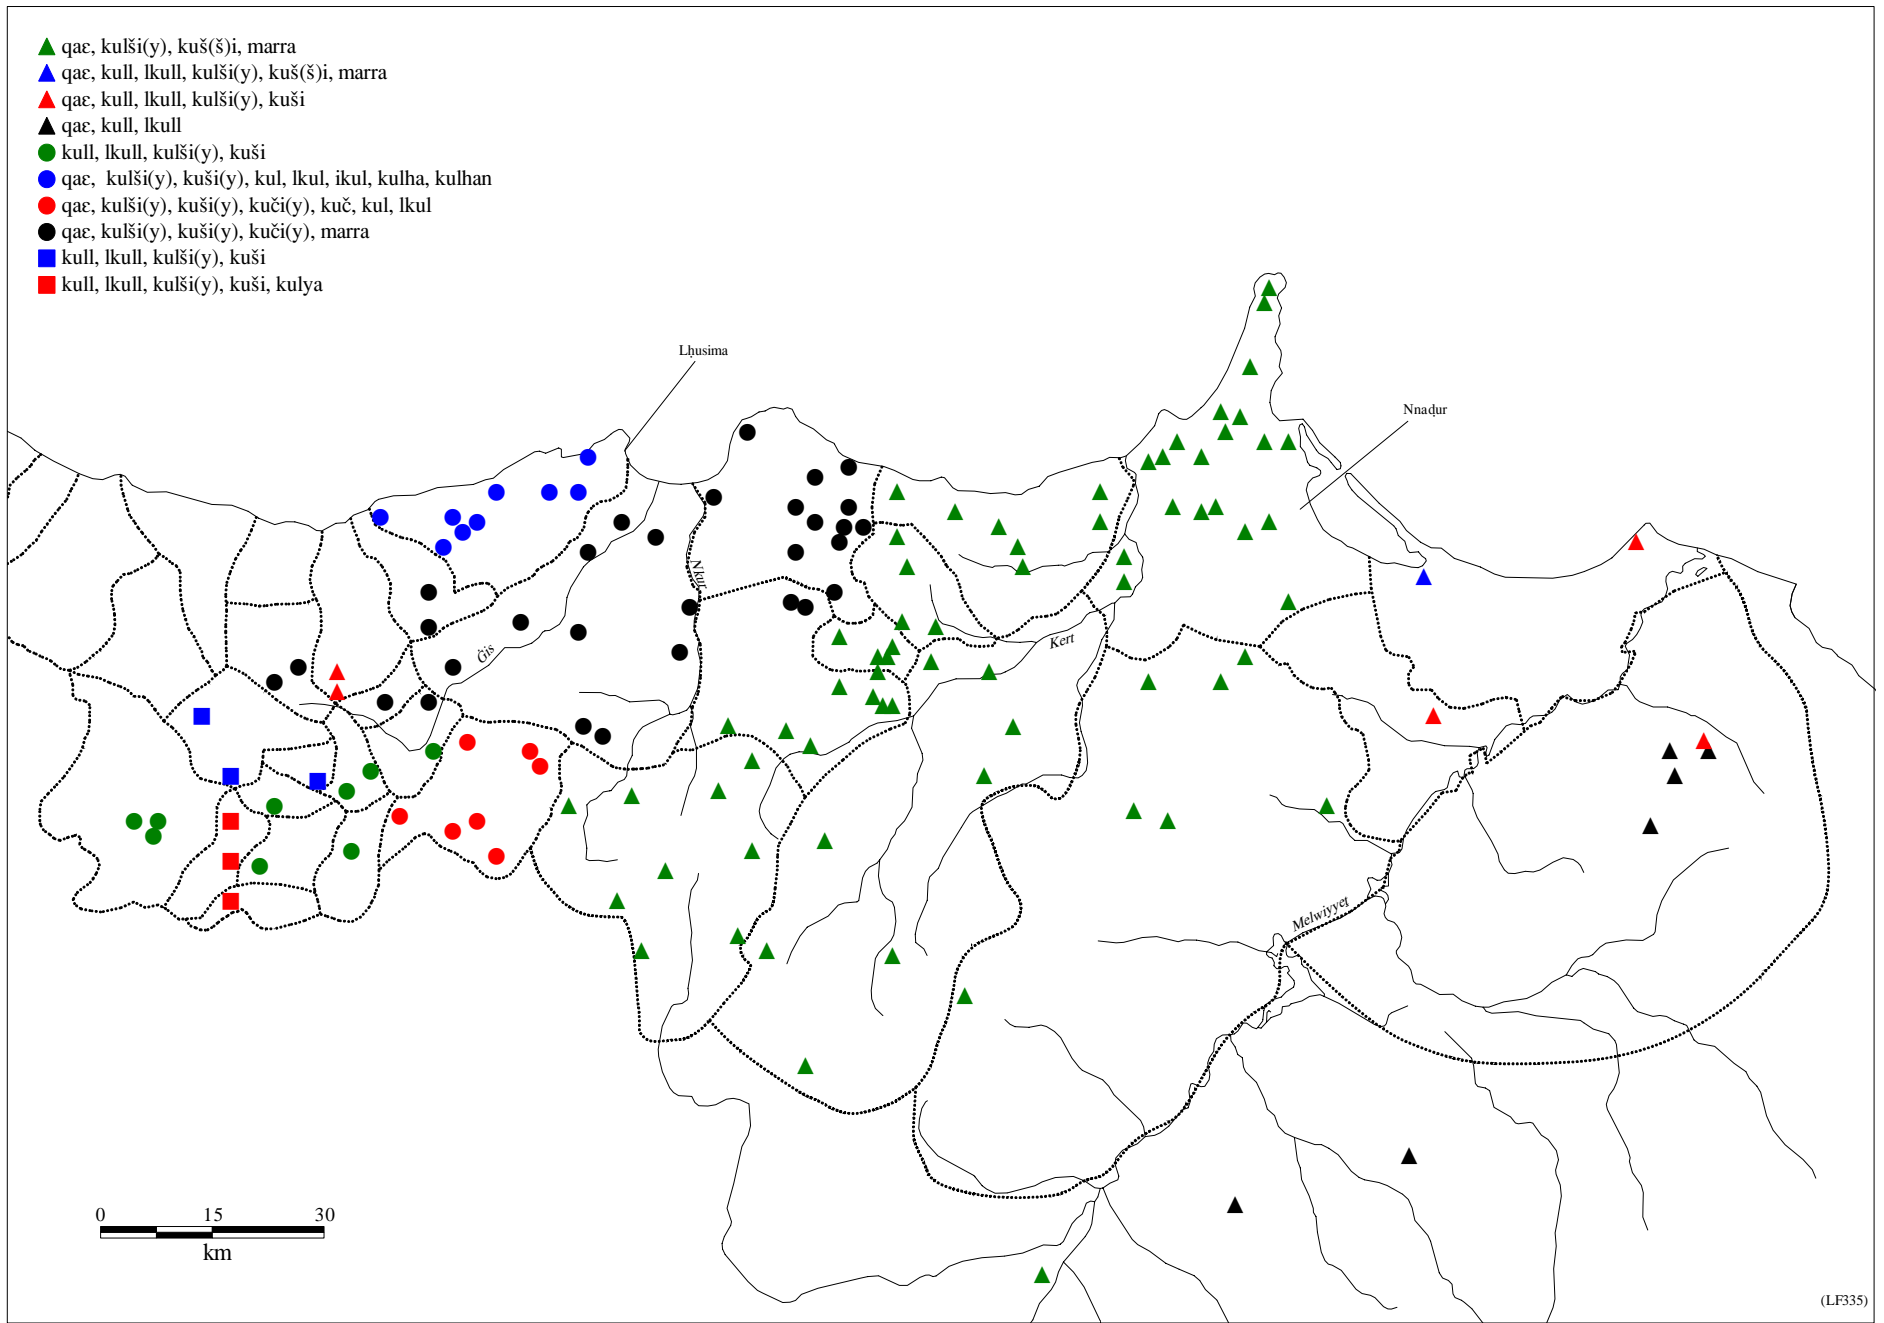 qaɛ, kulši(y), kuš(š)i, marra
qaɛ, kull, lkull, kulši(y), kuš(š)i, marra
qaɛ, kull, lkull, kulši(y), kuši
qaɛ, kull, lkull
kull, lkull, kulši(y), kuši
qaɛ, kulši(y), kuši(y), kul, lkul, ikul, kulha, kulhan
qaɛ, kulši(y), kuši(y), kuči(y), kuč, kul, lkul
qaɛ, kulši(y), kuši(y), kuči(y), marra
kull, lkull, kulši(y), kuši
kull, lkull, kulši(y), kuši, kulya
Lḥusima
Nnaḍur
Nkuṛ
Ġis
Kert
Melwiyyeṯ
0 15 30
km
(LF335)